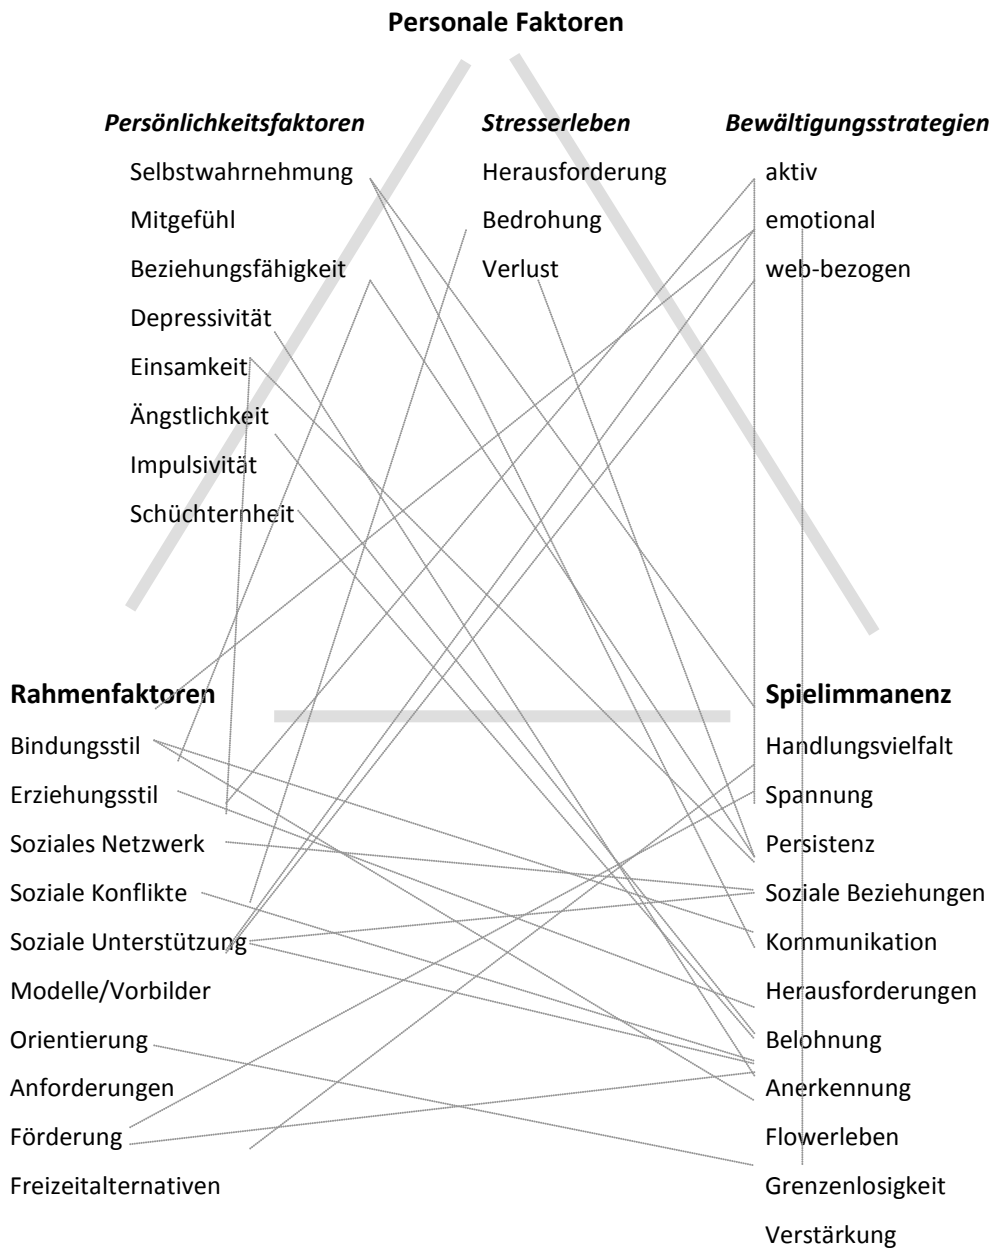 Personale Faktoren
Persönlichkeitsfaktoren Stresserleben Bewältigungsstrategien
Selbstwahrnehmung Herausforderung aktiv
Mitgefühl Bedrohung emotional
Beziehungsfähigkeit Verlust web-bezogen
Depressivität
Einsamkeit
Ängstlichkeit
Impulsivität
Schüchternheit
Rahmenfaktoren Spielimmanenz
Bindungsstil Handlungsvielfalt
Erziehungsstil Spannung
Soziales Netzwerk Persistenz
Soziale Konflikte Soziale Beziehungen
Soziale Unterstützung Kommunikation
Modelle/Vorbilder Herausforderungen
Orientierung Belohnung
Anforderungen Anerkennung
Förderung Flowerleben
Freizeitalternativen Grenzenlosigkeit
Verstärkung